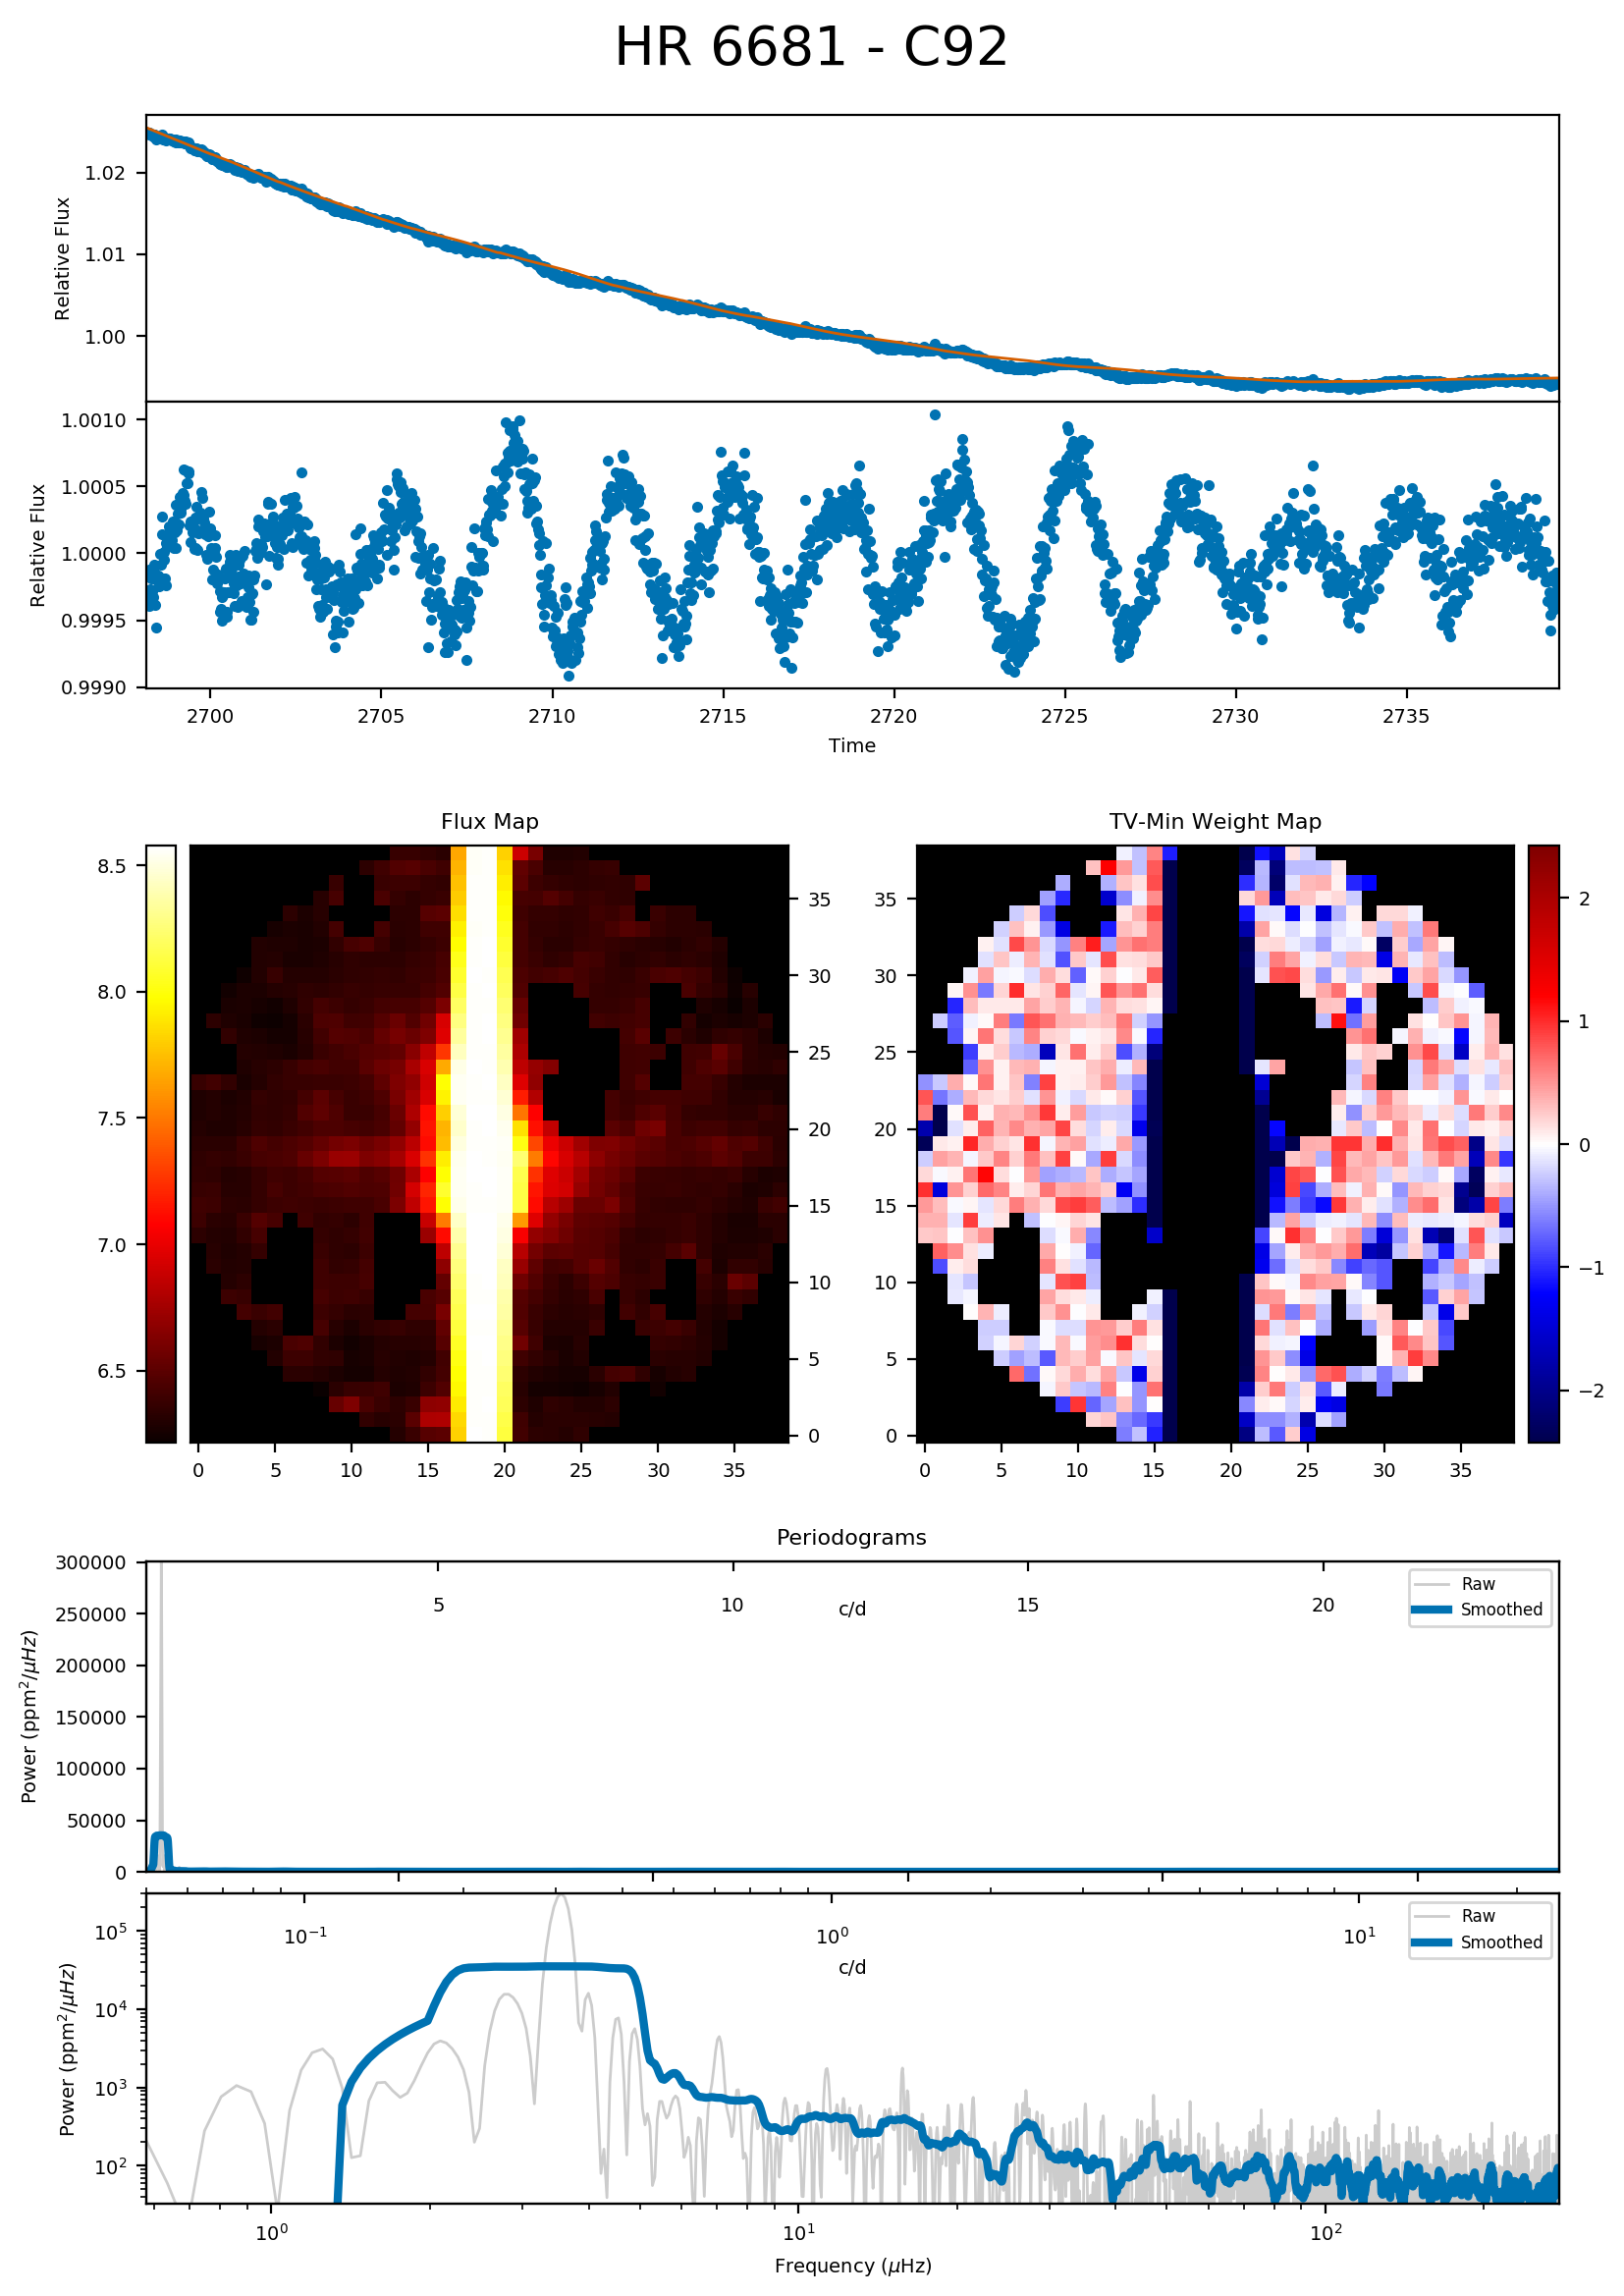 HR 6681 - C92
Relative Flux
1.02
1.01
1.00
Relative Flux
1.0010
1.0005
1.0000
0.9995
0.9990
2700 2705 2710 2715 2720 2725 2730 2735
Time
Flux Map
8.5
8.0
7.5
7.0
6.5
35
30
25
20
15
10
5
0
0 5 10 15 20 25 30 35
TV-Min Weight Map
35
30
25
20
15
10
5
0
0 5 10 15 20 25 30 35
2
1
0
−1
−2
Periodograms
Power (ppm²/μHz)
300000
250000
200000
150000
100000
50000
0
5 10 15 20
c/d
Raw
Smoothed
Power (ppm²/μHz)
10⁵
10⁴
10³
10²
10⁻¹ 10⁰ 10¹
c/d
Raw
Smoothed
10⁰ 10¹ 10²
Frequency (μHz)